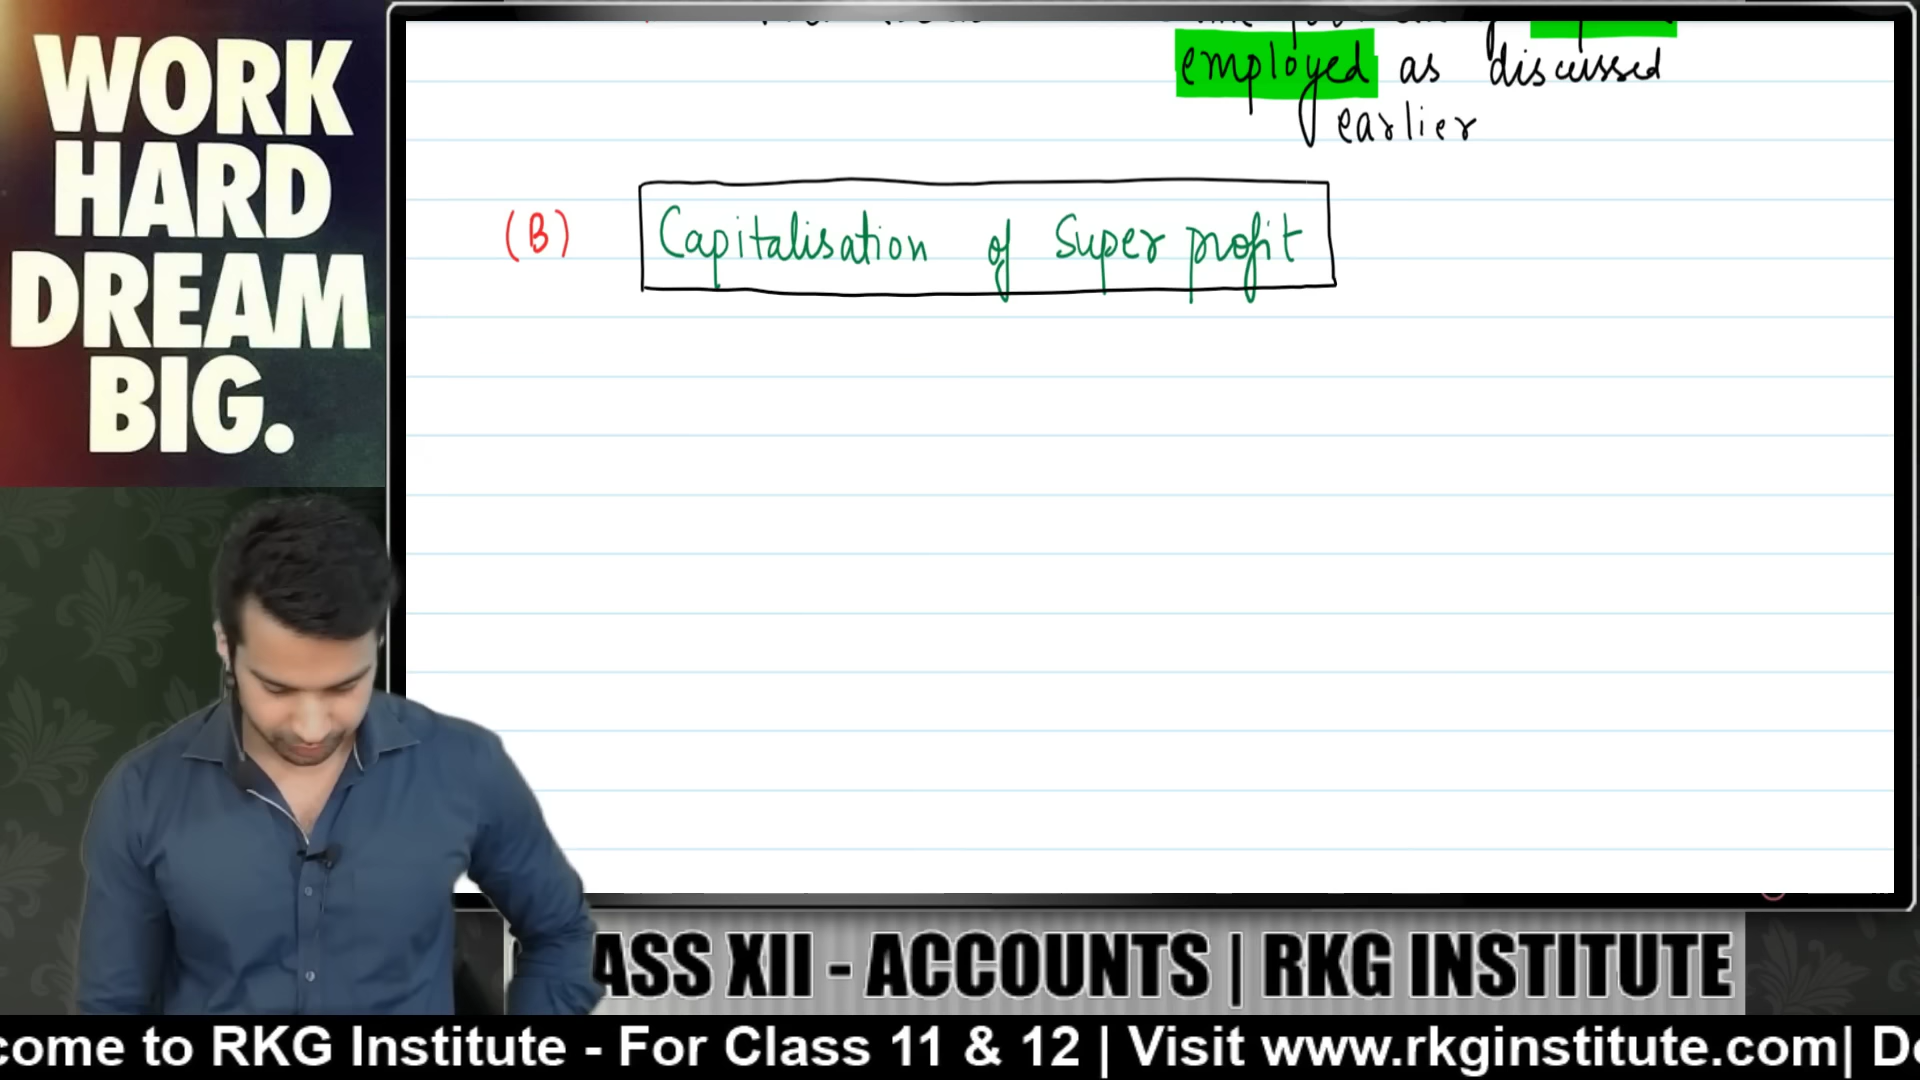 WORK
HARD
DREAM
BIG.
employed as discussed
earlier
(B) Capitalisation of Super profit
ASS XII - ACCOUNTS | RKG INSTITUTE
come to RKG Institute - For Class 11 & 12 | Visit www.rkginstitute.com| De